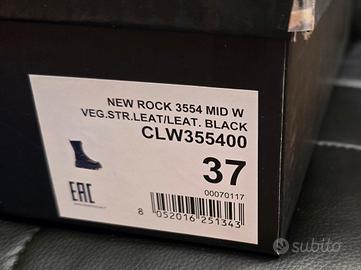 NEW ROCK 3554 MID W
VEG.STR.LEAT/LEAT. BLACK
CLW355400
37
00070117
EAC
8 052016 251343
subito